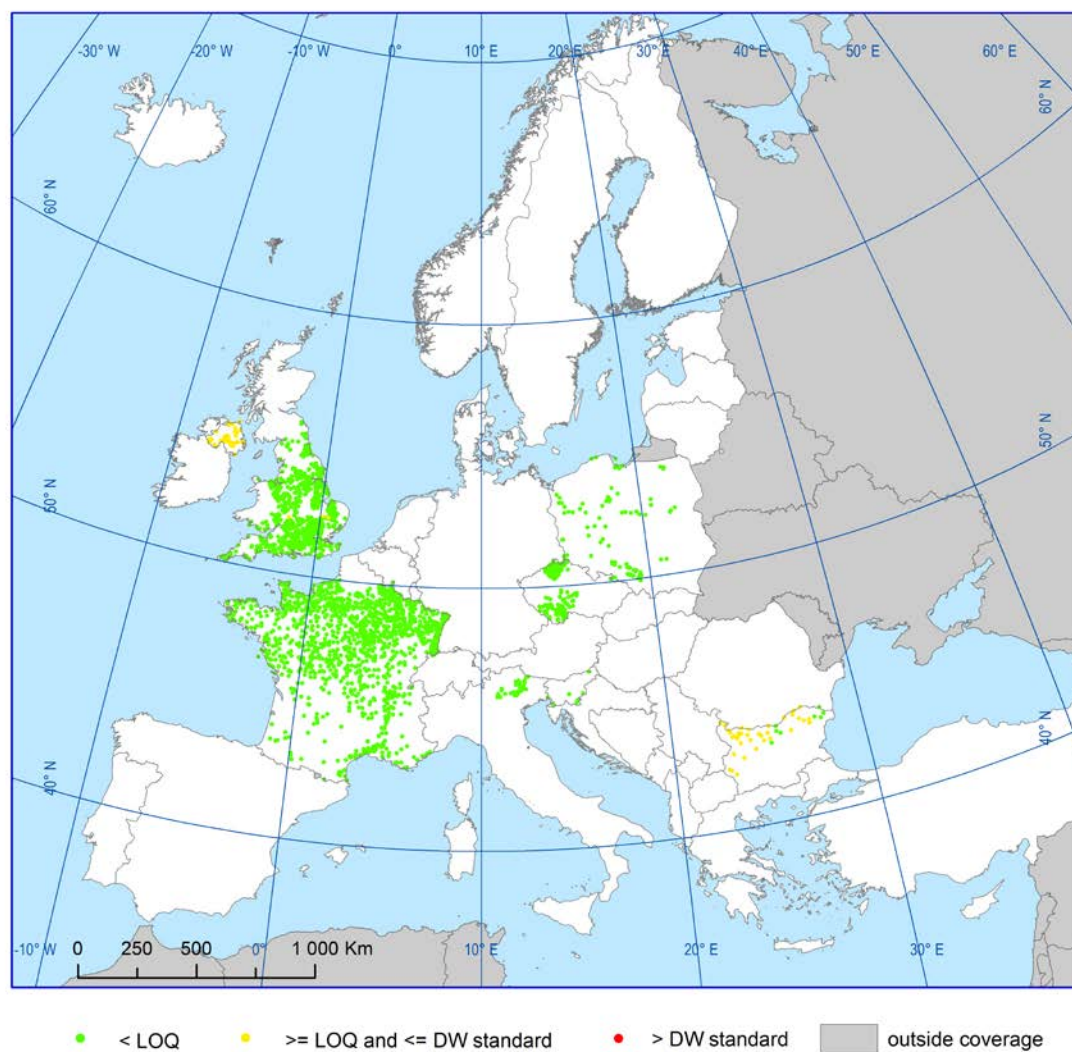 -30° W -20° W -10° W 0° 10° E 20° E 30° E 40° E 50° E 60° E
60° N 60° N
50° N 50° N
40° N 40° N
-10° W 0° 10° E 20° E 30° E
0 250 500 1 000 Km
< LOQ >= LOQ and <= DW standard > DW standard outside coverage